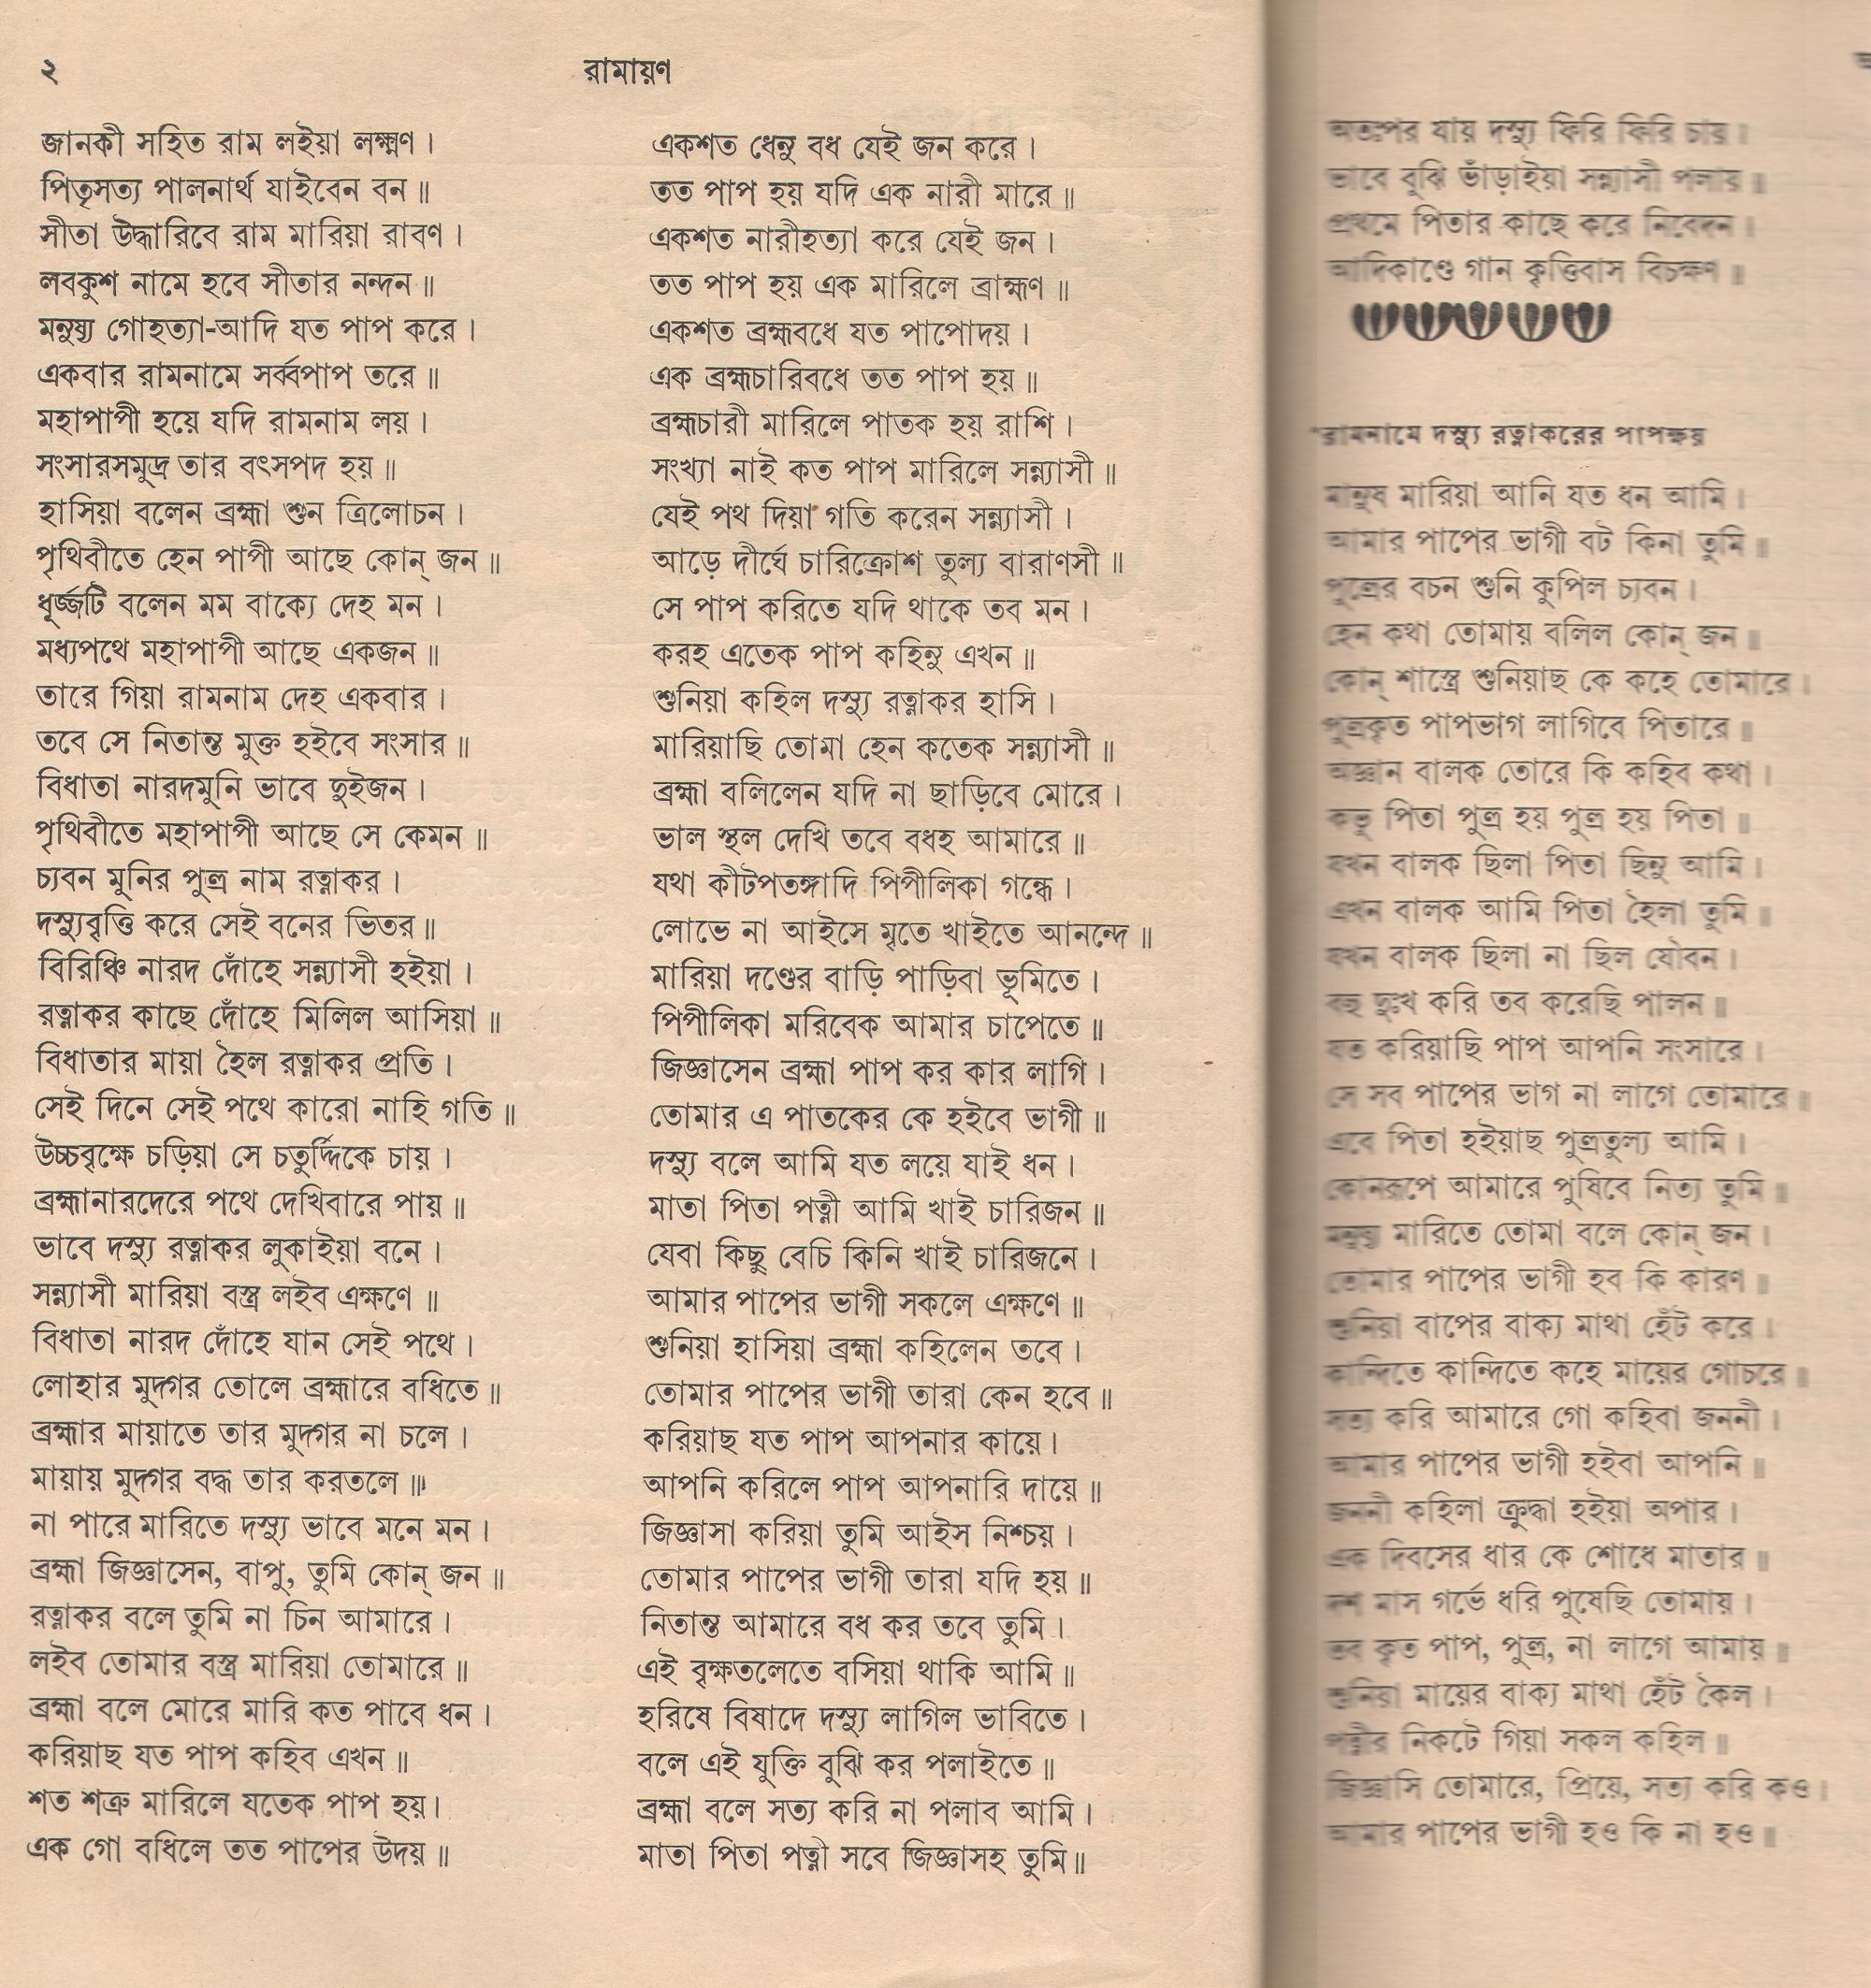 ২
রামায়ণ
জানকী সহিত রাম লইয়া লক্ষ্মণ ।
পিতৃসত্য পালনার্থ যাইবেন বন ॥
সীতা উদ্ধারিবে রাম মারিয়া রাবণ ।
লবকুশ নামে হবে সীতার নন্দন ॥
মনুষ্য গোহত্যা-আদি যত পাপ করে ।
একবার রামনামে সর্ব্বপাপ তরে ॥
মহাপাপী হয়ে যদি রামনাম লয় ।
সংসারসমুদ্র তার বৎসপদ হয় ॥
হাসিয়া বলেন ব্রহ্মা শুন ত্রিলোচন ।
পৃথিবীতে হেন পাপী আছে কোন্ জন ॥
ধূর্জ্জটি বলেন মম বাক্যে দেহ মন ।
মধ্যপথে মহাপাপী আছে একজন ॥
তারে গিয়া রামনাম দেহ একবার ।
তবে সে নিতান্ত মুক্ত হইবে সংসার ॥
বিধাতা নারদমুনি ভাবে দুইজন ।
পৃথিবীতে মহাপাপী আছে সে কেমন ॥
চ্যবন মুনির পুত্ত্র নাম রত্নাকর ।
দস্যুবৃত্তি করে সেই বনের ভিতর ॥
বিরিঞ্চি নারদ দোঁহে সন্ন্যাসী হইয়া ।
রত্নাকর কাছে দোঁহে মিলিল আসিয়া ॥
বিধাতার মায়া হৈল রত্নাকর প্রতি ।
সেই দিনে সেই পথে কারো নাহি গতি ॥
উচ্চবৃক্ষে চড়িয়া সে চতুর্দ্দিকে চায় ।
ব্রহ্মানারদেরে পথে দেখিবারে পায় ॥
ভাবে দস্যু রত্নাকর লুকাইয়া বনে ।
সন্ন্যাসী মারিয়া বস্ত্র লইব এক্ষণে ॥
বিধাতা নারদ দোঁহে যান সেই পথে ।
লোহার মুদ্গর তোলে ব্রহ্মারে বধিতে ॥
ব্রহ্মার মায়াতে তার মুদ্গর না চলে ।
মায়ায় মুদ্গর বদ্ধ তার করতলে ॥
না পারে মারিতে দস্যু ভাবে মনে মন ।
ব্রহ্মা জিজ্ঞাসেন, বাপু, তুমি কোন্ জন ॥
রত্নাকর বলে তুমি না চিন আমারে ।
লইব তোমার বস্ত্র মারিয়া তোমারে ॥
ব্রহ্মা বলে মোরে মারি কত পাবে ধন ।
করিয়াছ যত পাপ কহিব এখন ॥
শত শত্রু মারিলে যতেক পাপ হয় ।
এক গো বধিলে তত পাপের উদয় ॥
একশত ধেনু বধ যেই জন করে ।
তত পাপ হয় যদি এক নারী মারে ॥
একশত নারীহত্যা করে যেই জন ।
তত পাপ হয় এক মারিলে ব্রাহ্মণ ॥
একশত ব্রহ্মবধে যত পাপোদয় ।
এক ব্রহ্মচারিবধে তত পাপ হয় ॥
ব্রহ্মচারী মারিলে পাতক হয় রাশি ।
সংখ্যা নাই কত পাপ মারিলে সন্ন্যাসী ॥
যেই পথ দিয়া গতি করেন সন্ন্যাসী ।
আড়ে দীর্ঘে চারিক্রোশ তুল্য বারাণসী ॥
সে পাপ করিতে যদি থাকে তব মন ।
করহ এতেক পাপ কহিনু এখন ॥
শুনিয়া কহিল দস্যু রত্নাকর হাসি ।
মারিয়াছি তোমা হেন কতেক সন্ন্যাসী ॥
ব্রহ্মা বলিলেন যদি না ছাড়িবে মোরে ।
ভাল স্থল দেখি তবে বধহ আমারে ॥
যথা কীটপতঙ্গাদি পিপীলিকা গন্ধে ।
লোভে না আইসে মৃতে খাইতে আনন্দে ॥
মারিয়া দণ্ডের বাড়ি পাড়িবা ভূমিতে ।
পিপীলিকা মরিবেক আমার চাপেতে ॥
জিজ্ঞাসেন ব্রহ্মা পাপ কর কার লাগি ।
তোমার এ পাতকের কে হইবে ভাগী ॥
দস্যু বলে আমি যত লয়ে যাই ধন ।
মাতা পিতা পত্নী আমি খাই চারিজন ॥
যেবা কিছু বেচি কিনি খাই চারিজনে ।
আমার পাপের ভাগী সকলে এক্ষণে ॥
শুনিয়া হাসিয়া ব্রহ্মা কহিলেন তবে ।
তোমার পাপের ভাগী তারা কেন হবে ॥
করিয়াছ যত পাপ আপনার কায়ে ।
আপনি করিলে পাপ আপনারি দায়ে ॥
জিজ্ঞাসা করিয়া তুমি আইস নিশ্চয় ।
তোমার পাপের ভাগী তারা যদি হয় ॥
নিতান্ত আমারে বধ কর তবে তুমি ।
এই বৃক্ষতলেতে বসিয়া থাকি আমি ॥
হরিষে বিষাদে দস্যু লাগিল ভাবিতে ।
বলে এই যুক্তি বুঝি কর পলাইতে ॥
ব্রহ্মা বলে সত্য করি না পলাব আমি ।
মাতা পিতা পত্নী সবে জিজ্ঞাসহ তুমি ॥
অতঃপর যায় দস্যু ফিরি ফিরি চায় ।
ভাবে বুঝি ভাঁড়াইয়া সন্ন্যাসী পলায় ॥
প্রথমে পিতার কাছে করে নিবেদন ।
আদিকাণ্ডে গান কৃত্তিবাস বিচক্ষণ ॥
রামনামে দস্যু রত্নাকরের পাপক্ষয়
মানুষ মারিয়া আনি যত ধন আমি ।
আমার পাপের ভাগী বট কিনা তুমি ॥
পুত্ত্রের বচন শুনি কুপিল চ্যবন ।
হেন কথা তোমায় বলিল কোন্ জন ॥
কোন্ শাস্ত্রে শুনিয়াছ কে কহে তোমারে ।
পুত্ত্রকৃত পাপভাগ লাগিবে পিতারে ॥
অজ্ঞান বালক তোরে কি কহিব কথা ।
কভু পিতা পুত্ত্র হয় পুত্ত্র হয় পিতা ॥
যখন বালক ছিলা পিতা ছিনু আমি ।
এখন বালক আমি পিতা হৈলা তুমি ॥
যখন বালক ছিলা না ছিল যৌবন ।
বহু দুঃখ করি তব করেছি পালন ॥
যত করিয়াছি পাপ আপনি সংসারে ।
সে সব পাপের ভাগ না লাগে তোমারে ॥
এবে পিতা হইয়াছ পুত্ত্রতুল্য আমি ।
কোনরূপে আমারে পুষিবে নিত্য তুমি ॥
মনুষ্য মারিতে তোমা বলে কোন্ জন ।
তোমার পাপের ভাগী হব কি কারণ ॥
শুনিয়া বাপের বাক্য মাথা হেঁট করে ।
কান্দিতে কান্দিতে কহে মায়ের গোচরে ॥
সত্য করি আমারে গো কহিবা জননী ।
আমার পাপের ভাগী হইবা আপনি ॥
জননী কহিলা ক্রুদ্ধা হইয়া অপার ।
এক দিবসের ধার কে শোধে মাতার ॥
দশ মাস গর্ভে ধরি পুষেছি তোমায় ।
তব কৃত পাপ, পুত্ত্র, না লাগে আমায় ॥
শুনিয়া মায়ের বাক্য মাথা হেঁট কৈল ।
পত্নীর নিকটে গিয়া সকল কহিল ॥
জিজ্ঞাসি তোমারে, প্রিয়ে, সত্য করি কও ।
আমার পাপের ভাগী হও কি না হও ॥